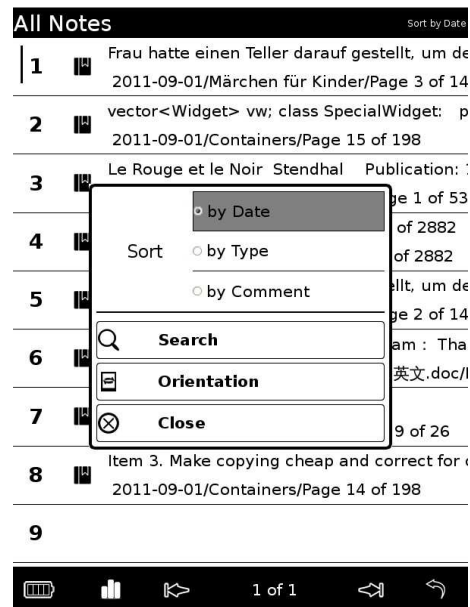 All Notes Sort by Date
1 Frau hatte einen Teller darauf gestellt, um de
2011-09-01/Märchen für Kinder/Page 3 of 14
2 vector<Widget> vw; class SpecialWidget: p
2011-09-01/Containers/Page 15 of 198
3 Le Rouge et le Noir Stendhal Publication:
ge 1 of 53
4 of 2882
of 2882
5 ellt, um de
ge 2 of 14
6 am : Tha
英文.doc/
7
9 of 26
8 Item 3. Make copying cheap and correct for
2011-09-01/Containers/Page 14 of 198
9
Sort
by Date
by Type
by Comment
Search
Orientation
Close
1 of 1